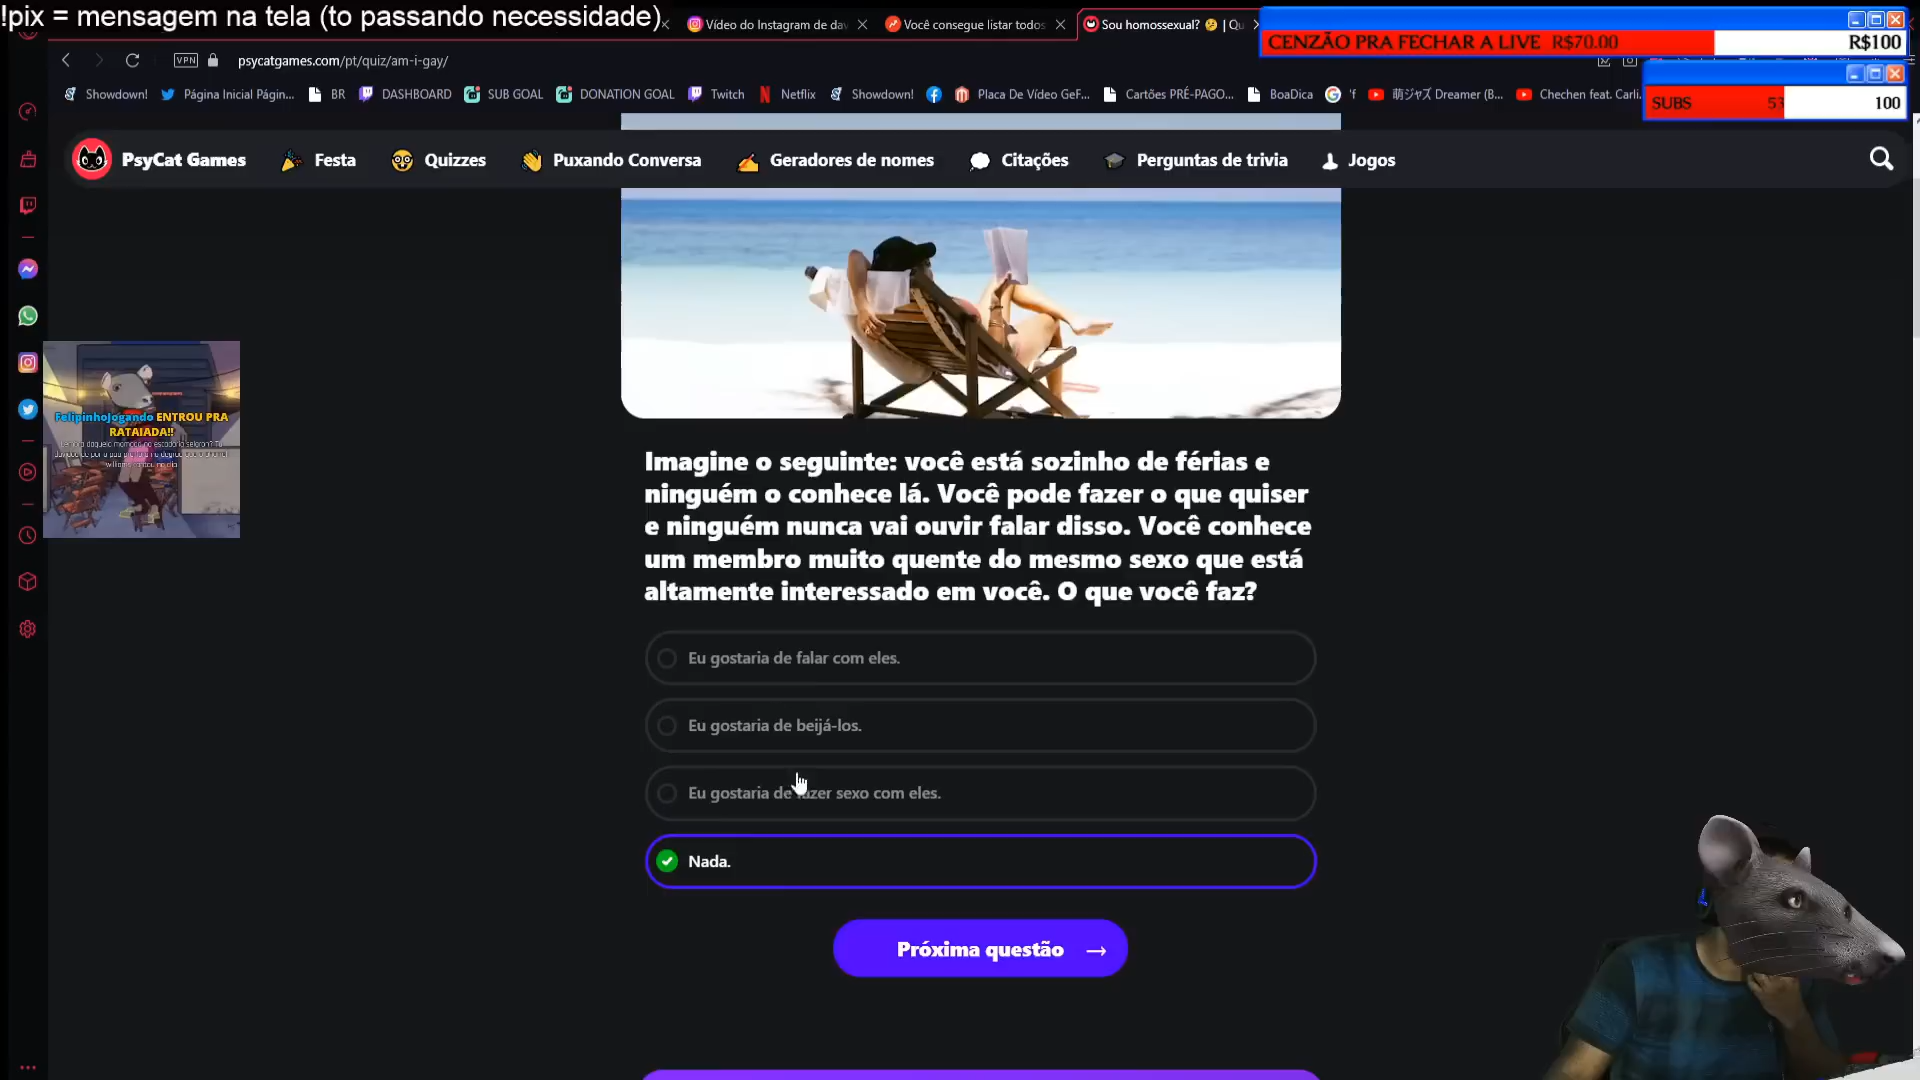 !pix = mensagem na tela (to passando necessidade)
Vídeo do Instagram de da
Você consegue listar todos
Sou homossexual? 🤔 | Qu
CENZÃO PRA FECHAR A LIVE R$70.00
R$100
VPN
psycatgames.com/pt/quiz/am-i-gay/
Showdown!
Página Inicial Págin...
BR
DASHBOARD
SUB GOAL
DONATION GOAL
Twitch
Netflix
Showdown!
Placa De Vídeo GeF...
Cartões PRÉ-PAGO...
BoaDica
'f
萌ジャズ Dreamer (B...
Chechen feat. Carli...
SUBS
53
100
PsyCat Games
Festa
Quizzes
Puxando Conversa
Geradores de nomes
Citações
Perguntas de trivia
Jogos
FelipinhoJogando ENTROU PRA
RATAIADA!!
Imagine o seguinte: você está sozinho de férias e
ninguém o conhece lá. Você pode fazer o que quiser
e ninguém nunca vai ouvir falar disso. Você conhece
um membro muito quente do mesmo sexo que está
altamente interessado em você. O que você faz?
Eu gostaria de falar com eles.
Eu gostaria de beijá-los.
Eu gostaria de fazer sexo com eles.
Nada.
Próxima questão →